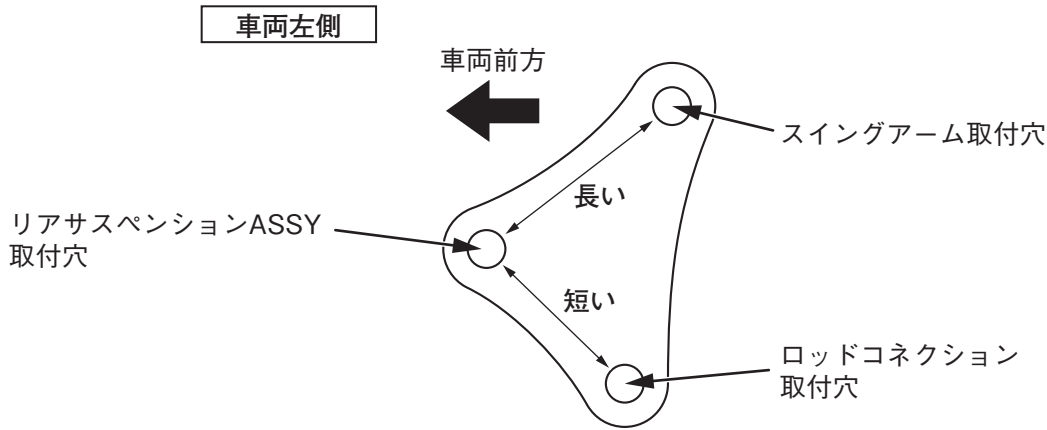 車両左側
車両前方
スイングアーム取付穴
長い
リアサスペンションASSY
取付穴
短い
ロッドコネクション
取付穴